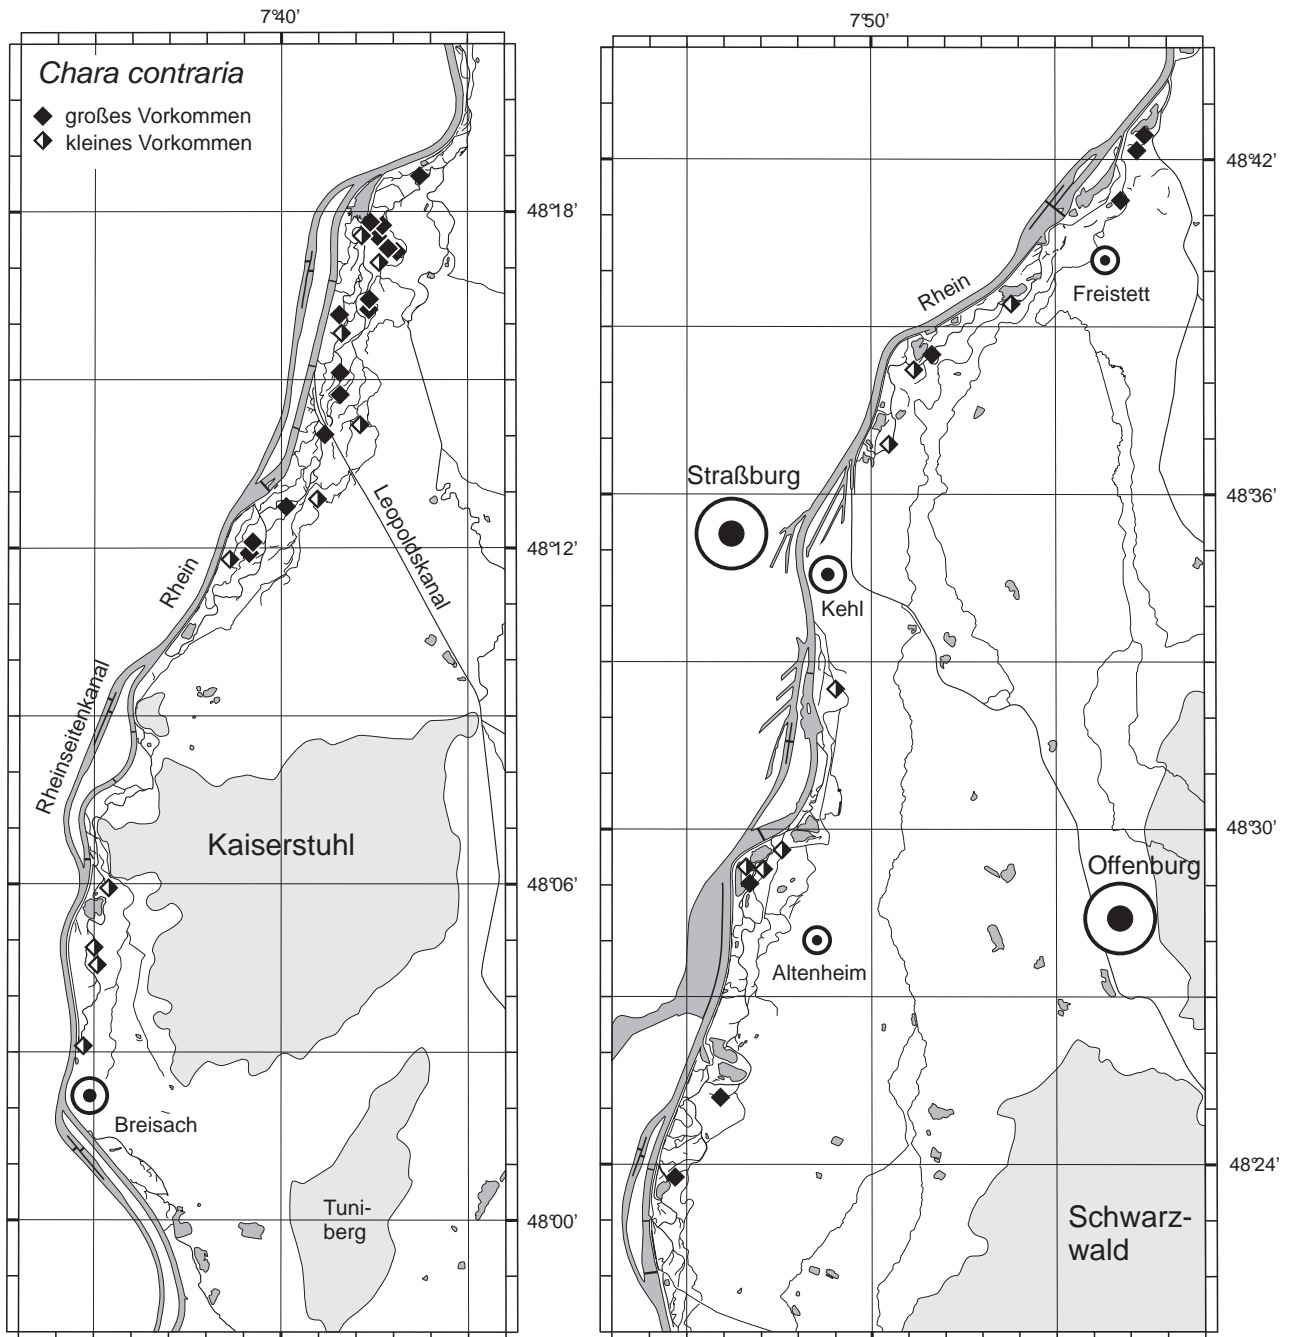 7°40'
Chara contraria
großes Vorkommen
kleines Vorkommen
48°18'
Leopoldskanal
48°12'
Rhein
Rheinseitenkanal
Kaiserstuhl
48°06'
Breisach
Tuni-
berg
48°00'
7°50'
48°42'
Freistett
Rhein
Straßburg
48°36'
Kehl
48°30'
Offenburg
Altenheim
48°24'
Schwarz-
wald